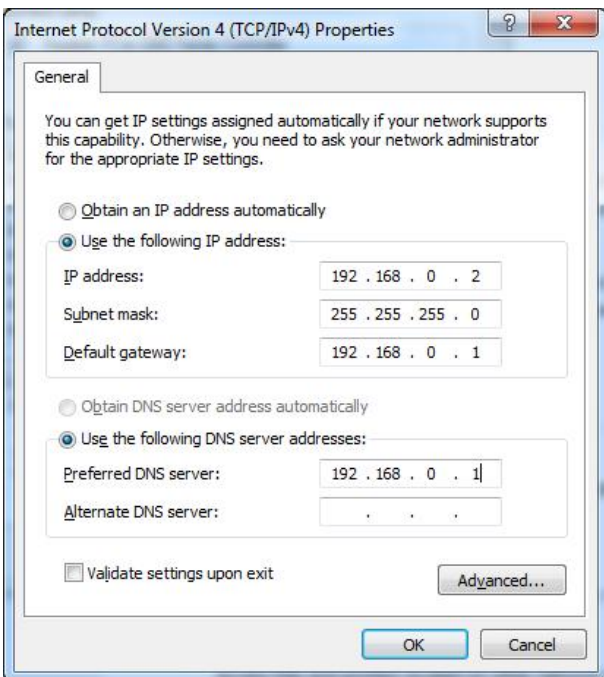 Internet Protocol Version 4 (TCP/IPv4) Properties
?
X
General
You can get IP settings assigned automatically if your network supports
this capability. Otherwise, you need to ask your network administrator
for the appropriate IP settings.
Obtain an IP address automatically
Use the following IP address:
IP address: 192 . 168 . 0 . 2
Subnet mask: 255 . 255 . 255 . 0
Default gateway: 192 . 168 . 0 . 1
Obtain DNS server address automatically
Use the following DNS server addresses:
Preferred DNS server: 192 . 168 . 0 . 1
Alternate DNS server: . . .
Validate settings upon exit
Advanced...
OK Cancel